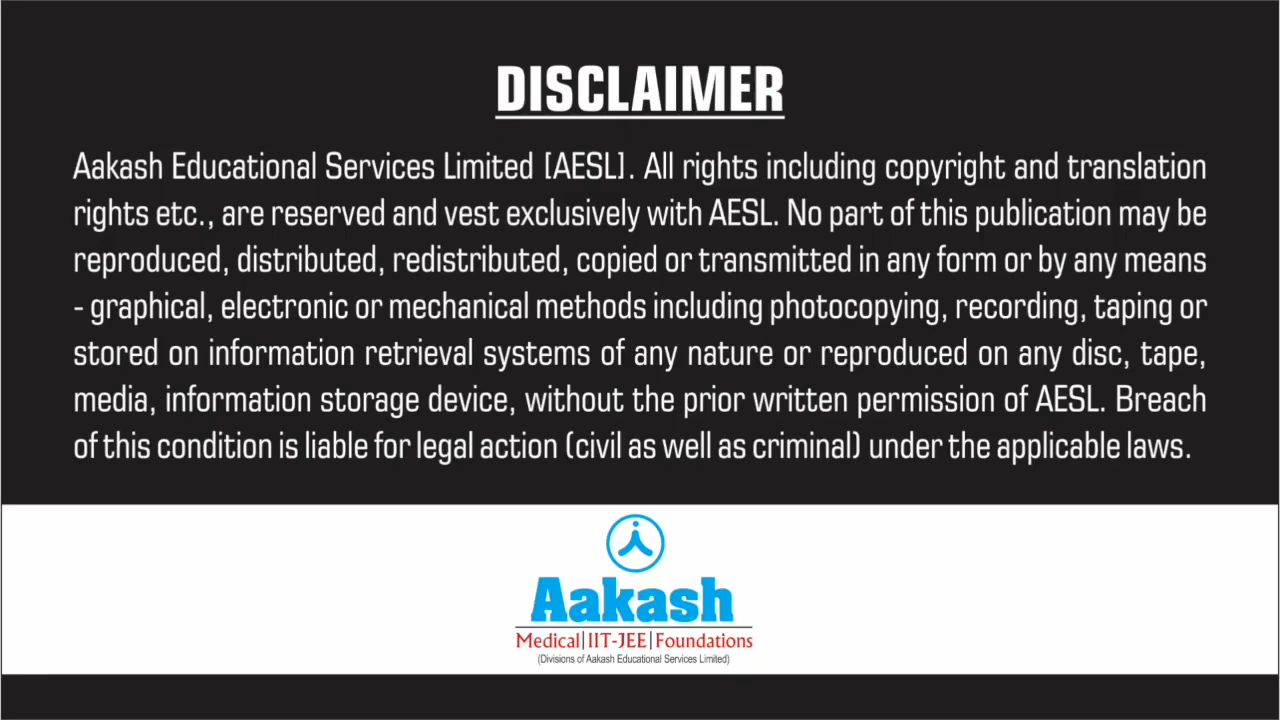 DISCLAIMER
Aakash Educational Services Limited [AESL]. All rights including copyright and translation
rights etc., are reserved and vest exclusively with AESL. No part of this publication may be
reproduced, distributed, redistributed, copied or transmitted in any form or by any means
- graphical, electronic or mechanical methods including photocopying, recording, taping or
stored on information retrieval systems of any nature or reproduced on any disc, tape,
media, information storage device, without the prior written permission of AESL. Breach
of this condition is liable for legal action (civil as well as criminal) under the applicable laws.
Aakash
Medical|IIT-JEE|Foundations
(Divisions of Aakash Educational Services Limited)